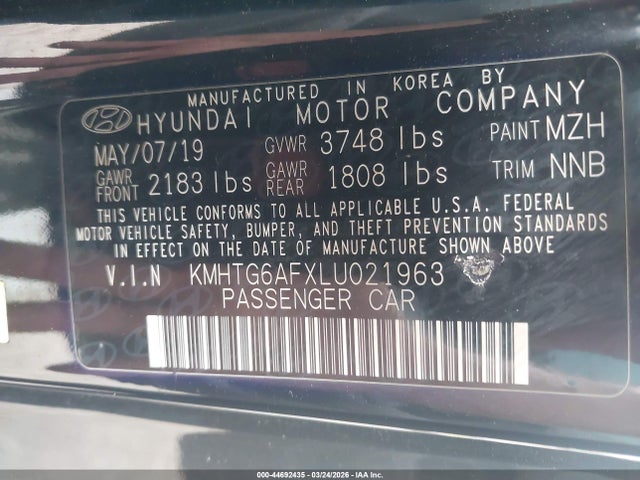 MANUFACTURED IN KOREA BY
HYUNDAI MOTOR COMPANY
MAY/07/19 GVWR 3748 lbs PAINT MZH
GAWR FRONT 2183 lbs GAWR REAR 1808 lbs TRIM NNB
THIS VEHICLE CONFORMS TO ALL APPLICABLE U.S.A. FEDERAL
MOTOR VEHICLE SAFETY, BUMPER, AND THEFT PREVENTION STANDARDS
IN EFFECT ON THE DATE OF MANUFACTURE SHOWN ABOVE
V.I.N KMHTG6AFXLU021963
PASSENGER CAR
000-44692435 - 03/24/2026 - IAA Inc.